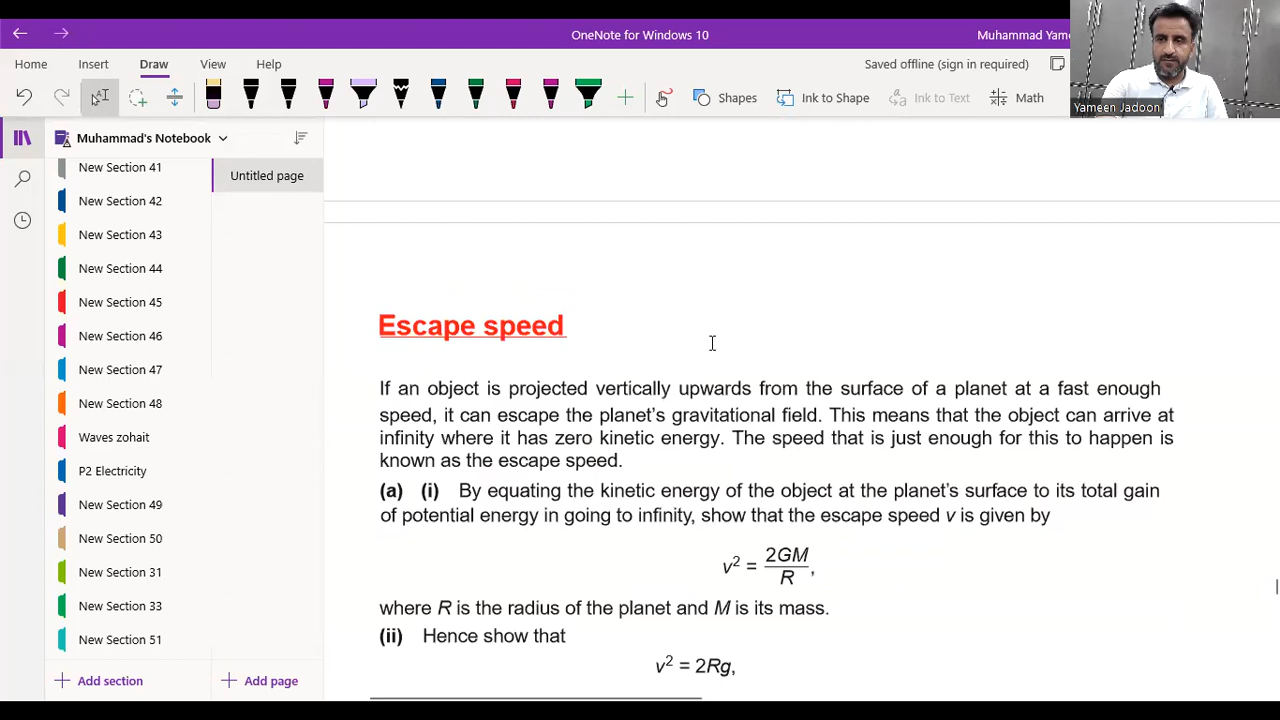 OneNote for Windows 10
Muhammad Yame
Home Insert Draw View Help
Saved offline (sign in required)
Shapes
Ink to Shape
Ink to Text
Math
Yameen Jadoon
Muhammad's Notebook
New Section 41
New Section 42
New Section 43
New Section 44
New Section 45
New Section 46
New Section 47
New Section 48
Waves zohait
P2 Electricity
New Section 49
New Section 50
New Section 31
New Section 33
New Section 51
Add section
Untitled page
Add page
Escape speed
If an object is projected vertically upwards from the surface of a planet at a fast enough
speed, it can escape the planet's gravitational field. This means that the object can arrive at
infinity where it has zero kinetic energy. The speed that is just enough for this to happen is
known as the escape speed.
(a) (i) By equating the kinetic energy of the object at the planet's surface to its total gain
of potential energy in going to infinity, show that the escape speed v is given by
v² = 2GM/R,
where R is the radius of the planet and M is its mass.
(ii) Hence show that
v² = 2Rg,